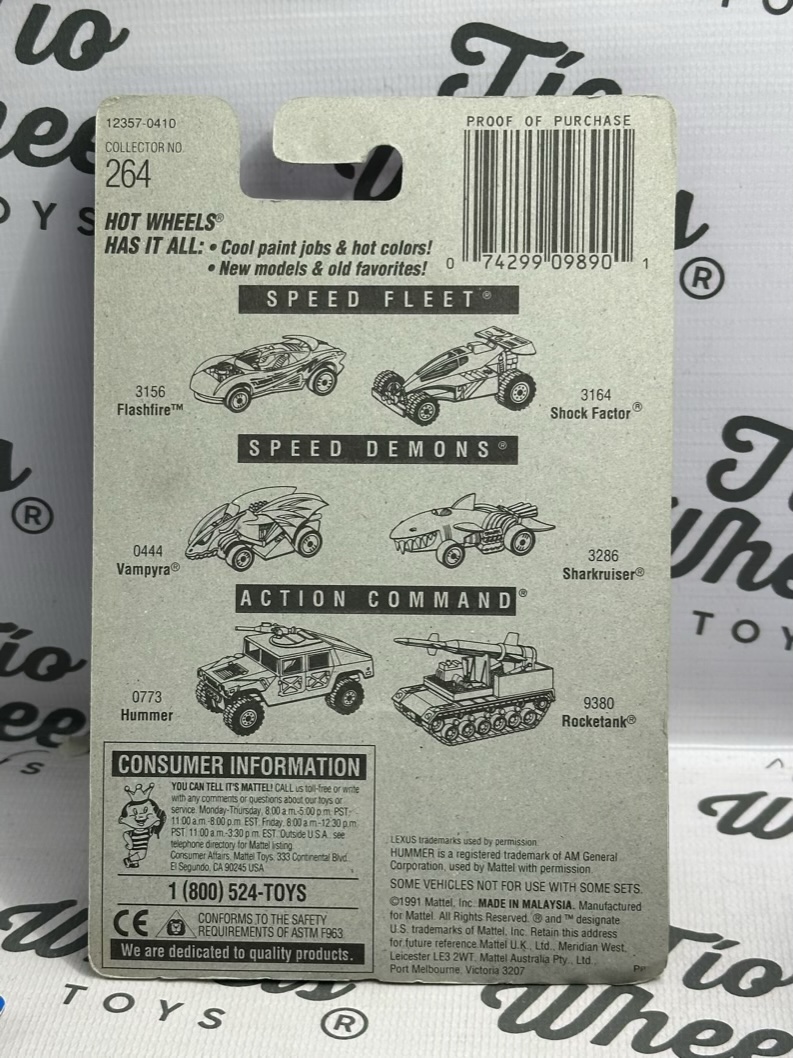 12357-0410
COLLECTOR NO.
264
PROOF OF PURCHASE
0 74299 09890 1
HOT WHEELS®
HAS IT ALL: • Cool paint jobs & hot colors!
• New models & old favorites!
SPEED FLEET®
3156
Flashfire™
3164
Shock Factor®
SPEED DEMONS®
0444
Vampyra®
3286
Sharkruiser®
ACTION COMMAND®
0773
Hummer
9380
Rocketank®
CONSUMER INFORMATION
YOU CAN TELL IT'S MATTEL! CALL us toll-free or write
with any comments or questions about our toys or
service. Monday-Thursday, 8:00 a.m.-5:00 p.m. PST-
11:00 a.m.-8:00 p.m. EST. Friday, 8:00 a.m.-12:30 p.m.
PST, 11:00 a.m.-3:30 p.m. EST. Outside U.S.A., see
telephone directory for Mattel listing.
Consumer Affairs, Mattel Toys, 333 Continental Blvd.
El Segundo, CA 90245 USA
1 (800) 524-TOYS
CE
CONFORMS TO THE SAFETY
REQUIREMENTS OF ASTM F963.
We are dedicated to quality products.
LEXUS trademarks used by permission.
HUMMER is a registered trademark of AM General
Corporation, used by Mattel with permission.
SOME VEHICLES NOT FOR USE WITH SOME SETS.
©1991 Mattel, Inc. MADE IN MALAYSIA. Manufactured
for Mattel. All Rights Reserved. ® and ™ designate
U.S. trademarks of Mattel, Inc. Retain this address
for future reference Mattel U.K., Ltd., Meridian West,
Leicester LE3 2WT. Mattel Australia Pty., Ltd.,
Port Melbourne, Victoria 3207
Tio
Wheels
TOYS
®